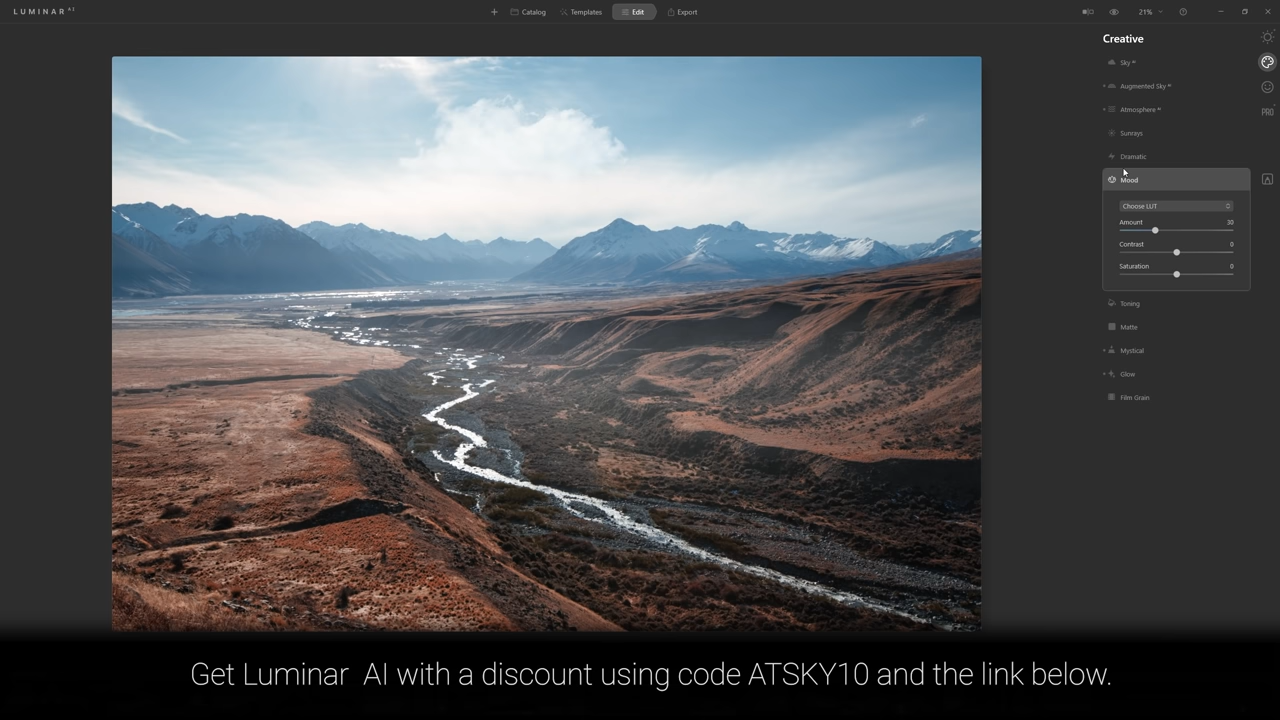 LUMINAR AI
Catalog
Templates
Edit
Export
21%
Creative
Sky AI
Augmented Sky AI
Atmosphere AI
Sunrays
Dramatic
Mood
Choose LUT
Amount 30
Contrast 0
Saturation 0
Toning
Matte
Mystical
Glow
Film Grain
PRO
Get Luminar AI with a discount using code ATSKY10 and the link below.